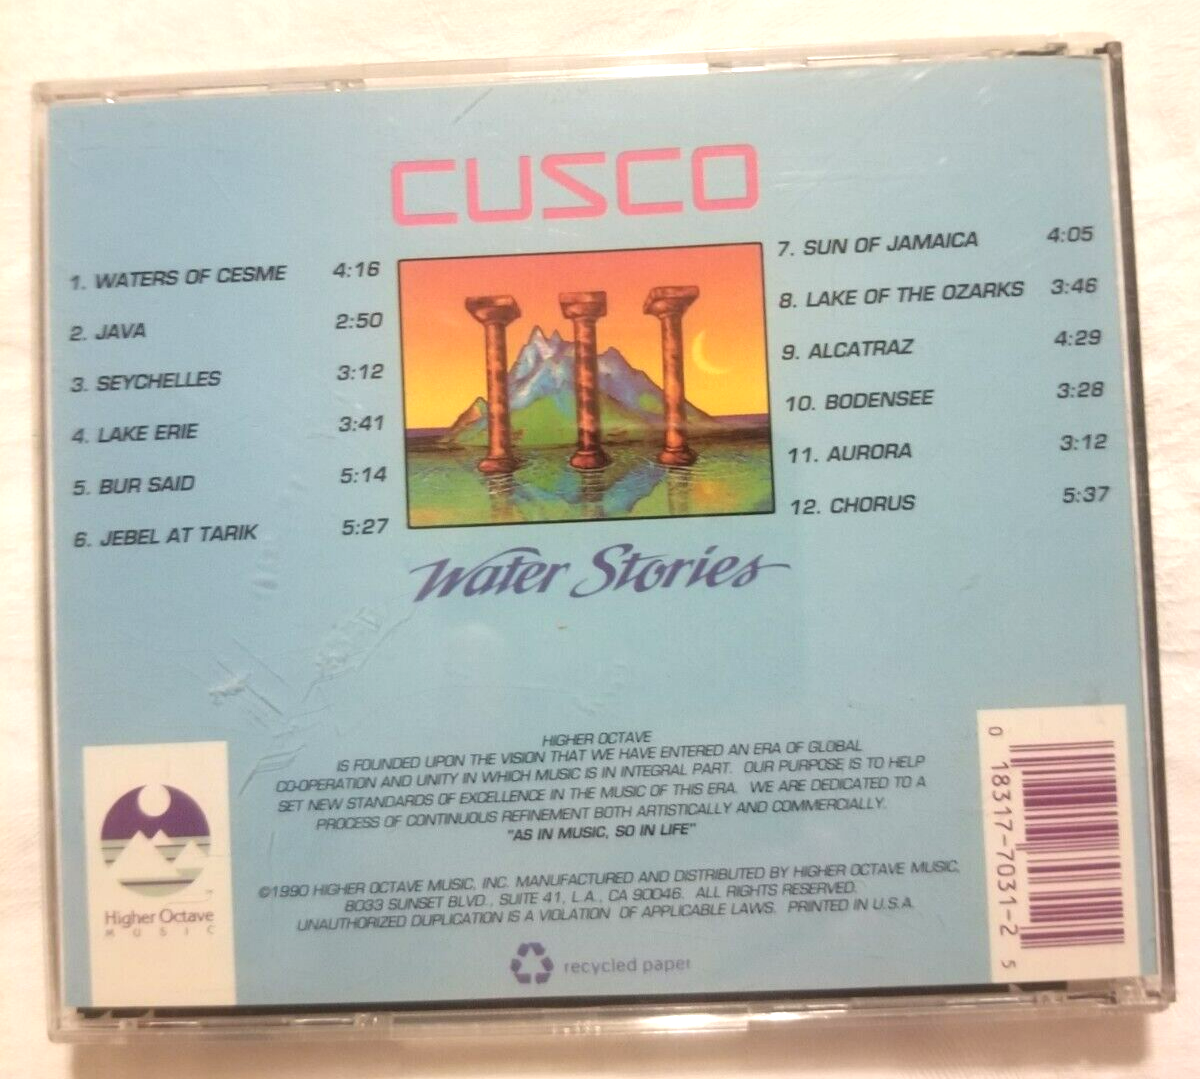 CUSCO
1. WATERS OF CESME 4:16
2. JAVA 2:50
3. SEYCHELLES 3:12
4. LAKE ERIE 3:41
5. BUR SAID 5:14
6. JEBEL AT TARIK 5:27
7. SUN OF JAMAICA 4:05
8. LAKE OF THE OZARKS 3:46
9. ALCATRAZ 4:29
10. BODENSEE 3:28
11. AURORA 3:12
12. CHORUS 5:37
Water Stories
HIGHER OCTAVE
IS FOUNDED UPON THE VISION THAT WE HAVE ENTERED AN ERA OF GLOBAL
CO-OPERATION AND UNITY IN WHICH MUSIC IS IN INTEGRAL PART. OUR PURPOSE IS TO HELP
SET NEW STANDARDS OF EXCELLENCE IN THE MUSIC OF THIS ERA. WE ARE DEDICATED TO A
PROCESS OF CONTINUOUS REFINEMENT BOTH ARTISTICALLY AND COMMERCIALLY.
"AS IN MUSIC, SO IN LIFE"
©1990 HIGHER OCTAVE MUSIC, INC. MANUFACTURED AND DISTRIBUTED BY HIGHER OCTAVE MUSIC,
8033 SUNSET BLVD., SUITE 41, L.A., CA 90046. ALL RIGHTS RESERVED.
UNAUTHORIZED DUPLICATION IS A VIOLATION OF APPLICABLE LAWS. PRINTED IN U.S.A.
recycled paper
Higher Octave
MUSIC
0 18317-7031-2 5